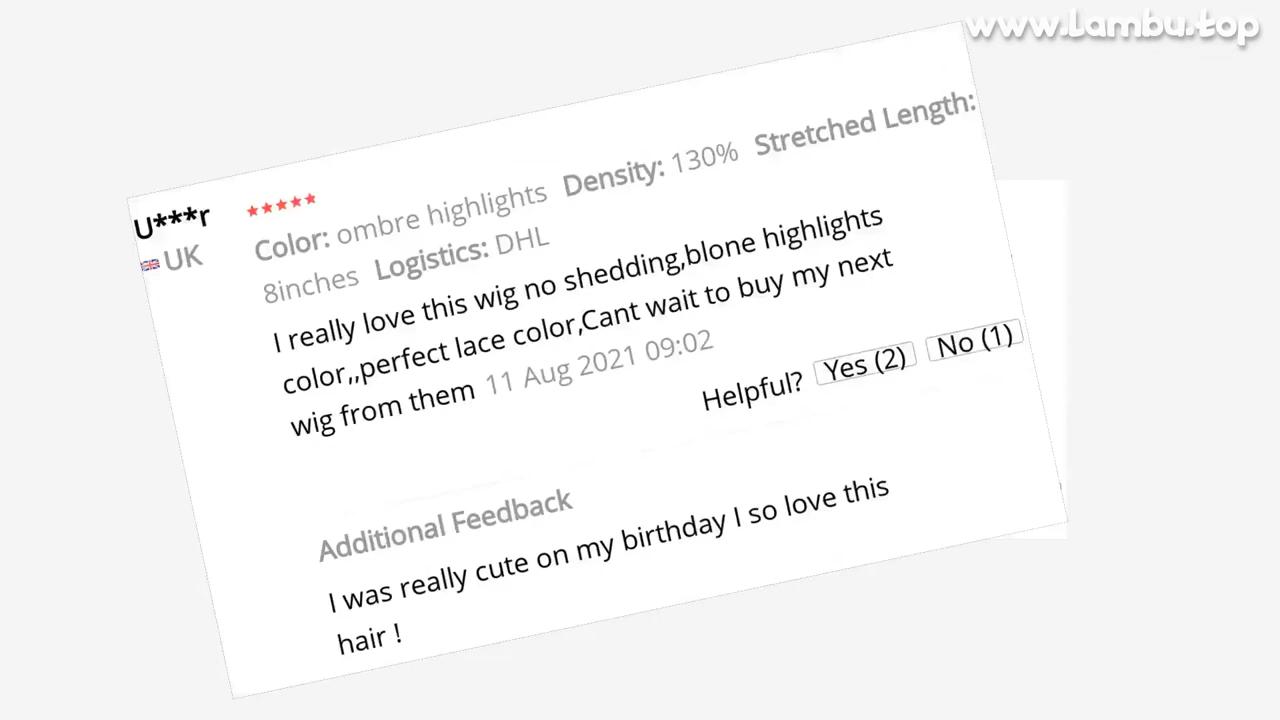 www.Lambu.top
U***r
UK
Color: ombre highlights Density: 130% Stretched Length:
8inches Logistics: DHL
I really love this wig no shedding,blone highlights
color,,perfect lace color,Cant wait to buy my next
wig from them 11 Aug 2021 09:02
Helpful? Yes (2) No (1)
Additional Feedback
I was really cute on my birthday I so love this
hair !